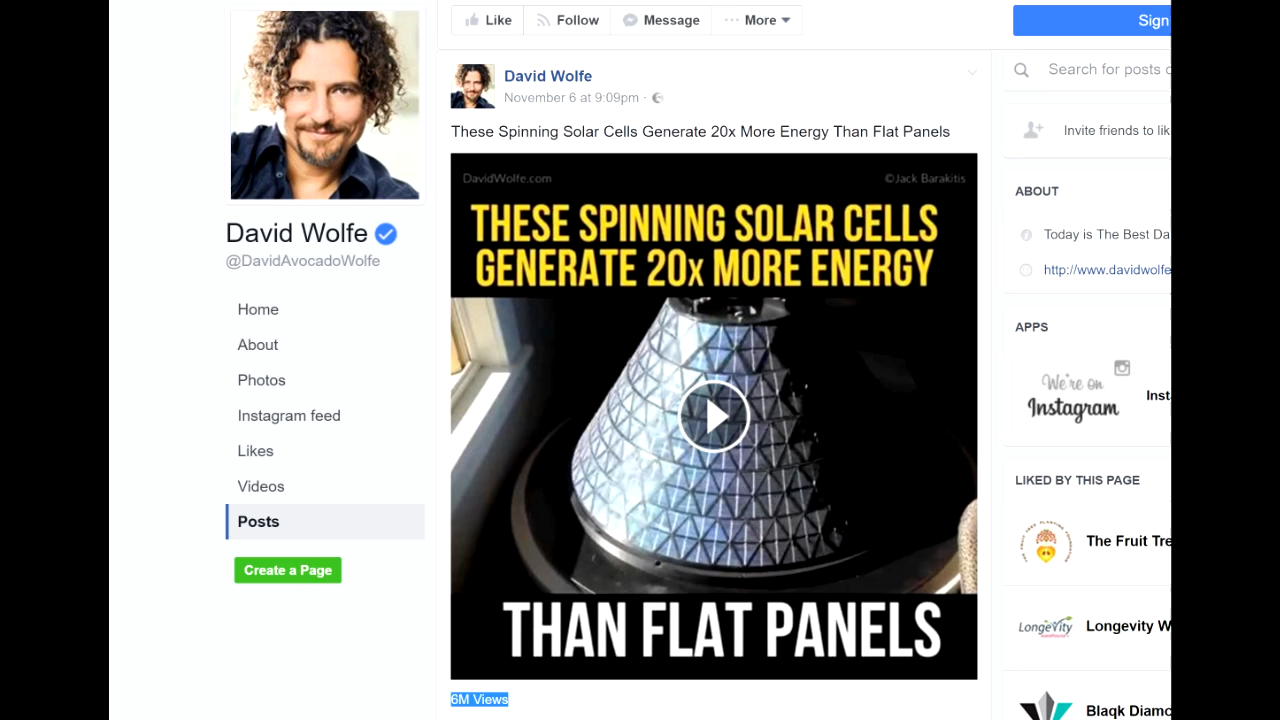 Like
Follow
Message
More
Sign
David Wolfe
@DavidAvocadoWolfe
Home
About
Photos
Instagram feed
Likes
Videos
Posts
Create a Page
David Wolfe
November 6 at 9:09pm ·
These Spinning Solar Cells Generate 20x More Energy Than Flat Panels
DavidWolfe.com
©Jack Barakitis
THESE SPINNING SOLAR CELLS
GENERATE 20x MORE ENERGY
THAN FLAT PANELS
6M Views
Search for posts o
Invite friends to lik
ABOUT
Today is The Best Da
http://www.davidwolfe
APPS
We're on
Instagram
Inst
LIKED BY THIS PAGE
The Fruit Tre
Longevity
Longevity W
Blaqk Diamo